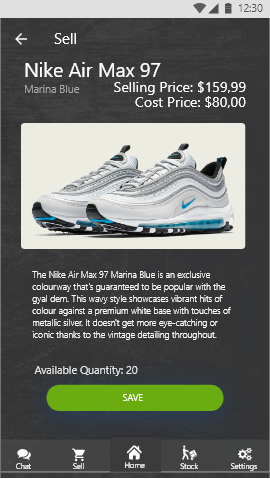 12:30
Sell
Nike Air Max 97
Marina Blue
Selling Price: $159,99
Cost Price: $80,00
The Nike Air Max 97 Marina Blue is an exclusive
colourway that's guaranteed to be popular with the
gyal dem. This wavy style showcases vibrant hits of
colour against a premium white base with touches of
metallic silver. It doesn't get more eye-catching or
iconic thanks to the vintage detailing throughout.
Available Quantity: 20
SAVE
Chat
Sell
Home
Stock
Settings